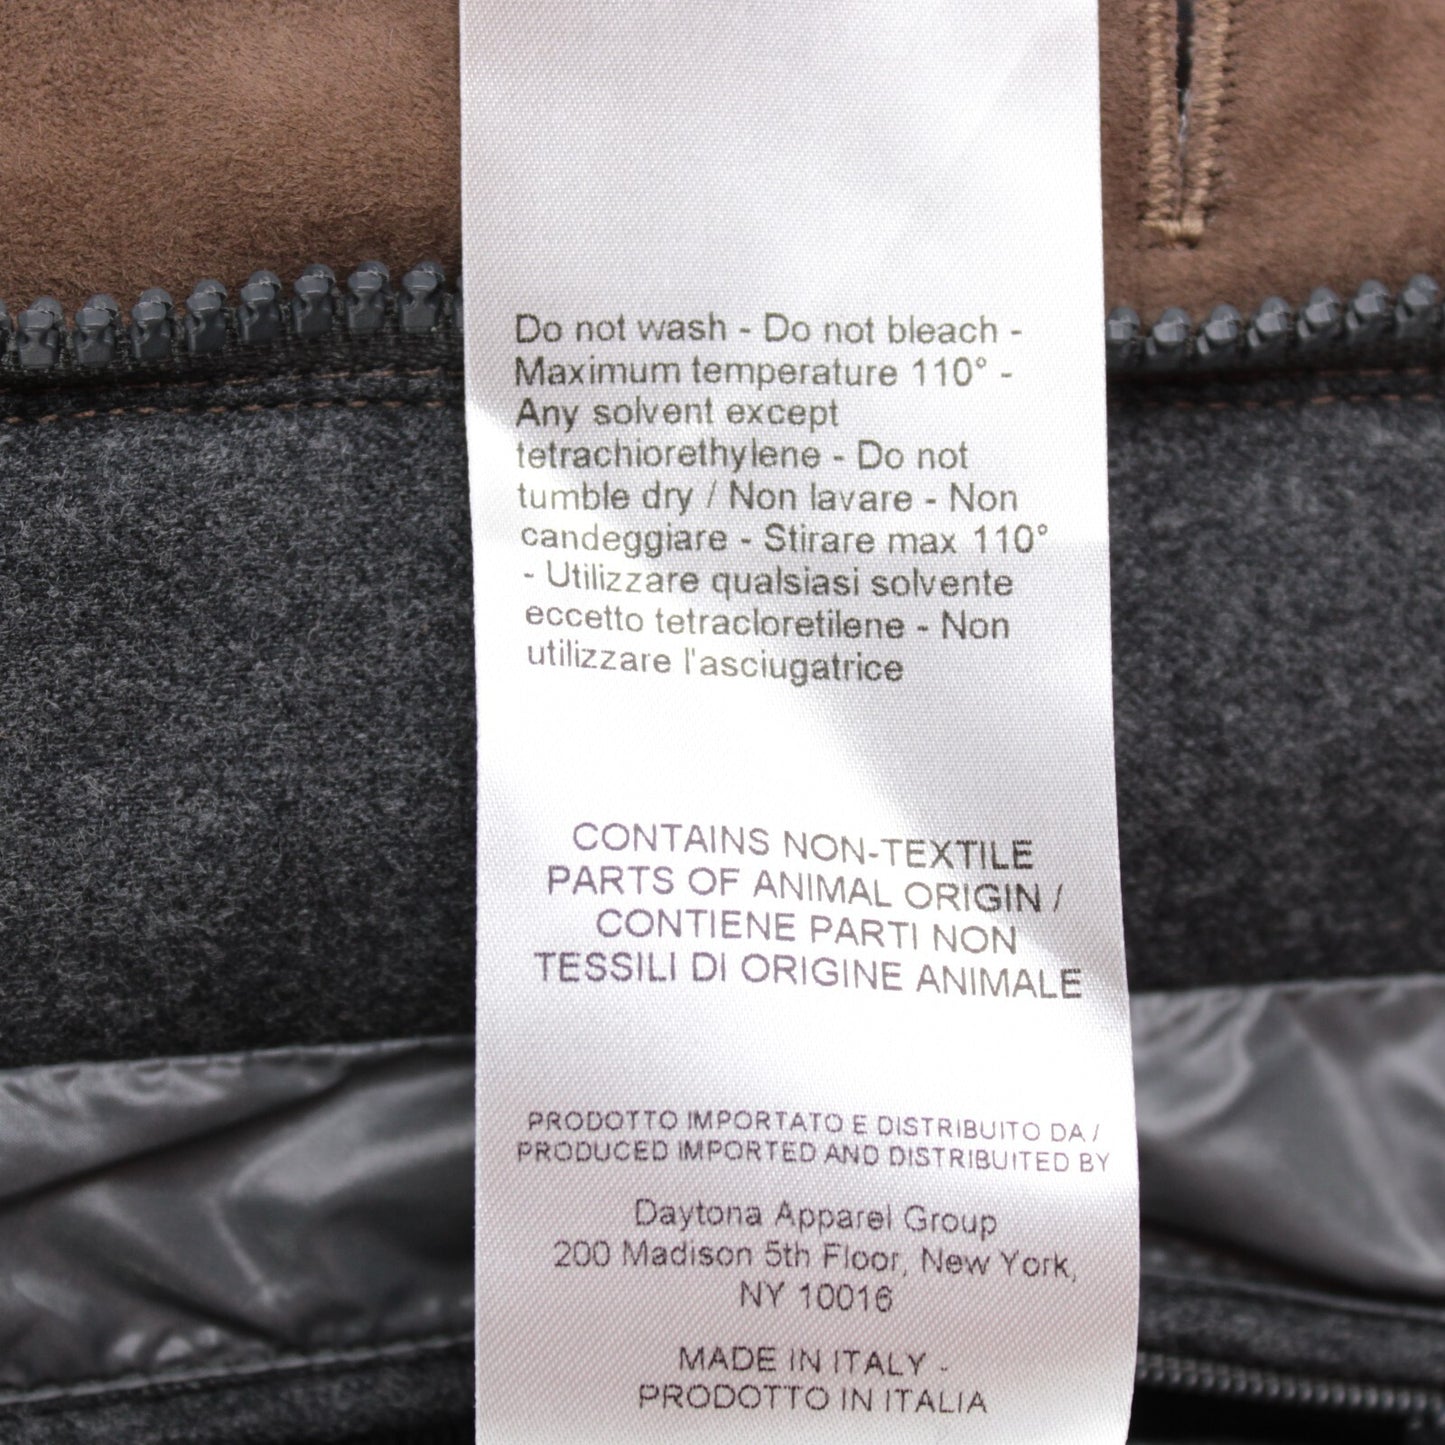 Do not wash - Do not bleach -
Maximum temperature 110° -
Any solvent except
tetrachiorethylene - Do not
tumble dry / Non lavare - Non
candeggiare - Stirare max 110°
- Utilizzare qualsiasi solvente
eccetto tetracloretilene - Non
utilizzare l'asciugatrice
CONTAINS NON-TEXTILE
PARTS OF ANIMAL ORIGIN /
CONTIENE PARTI NON
TESSILI DI ORIGINE ANIMALE
PRODOTTO IMPORTATO E DISTRIBUITO DA /
PRODUCED IMPORTED AND DISTRIBUITED BY
Daytona Apparel Group
200 Madison 5th Floor, New York,
NY 10016
MADE IN ITALY -
PRODOTTO IN ITALIA